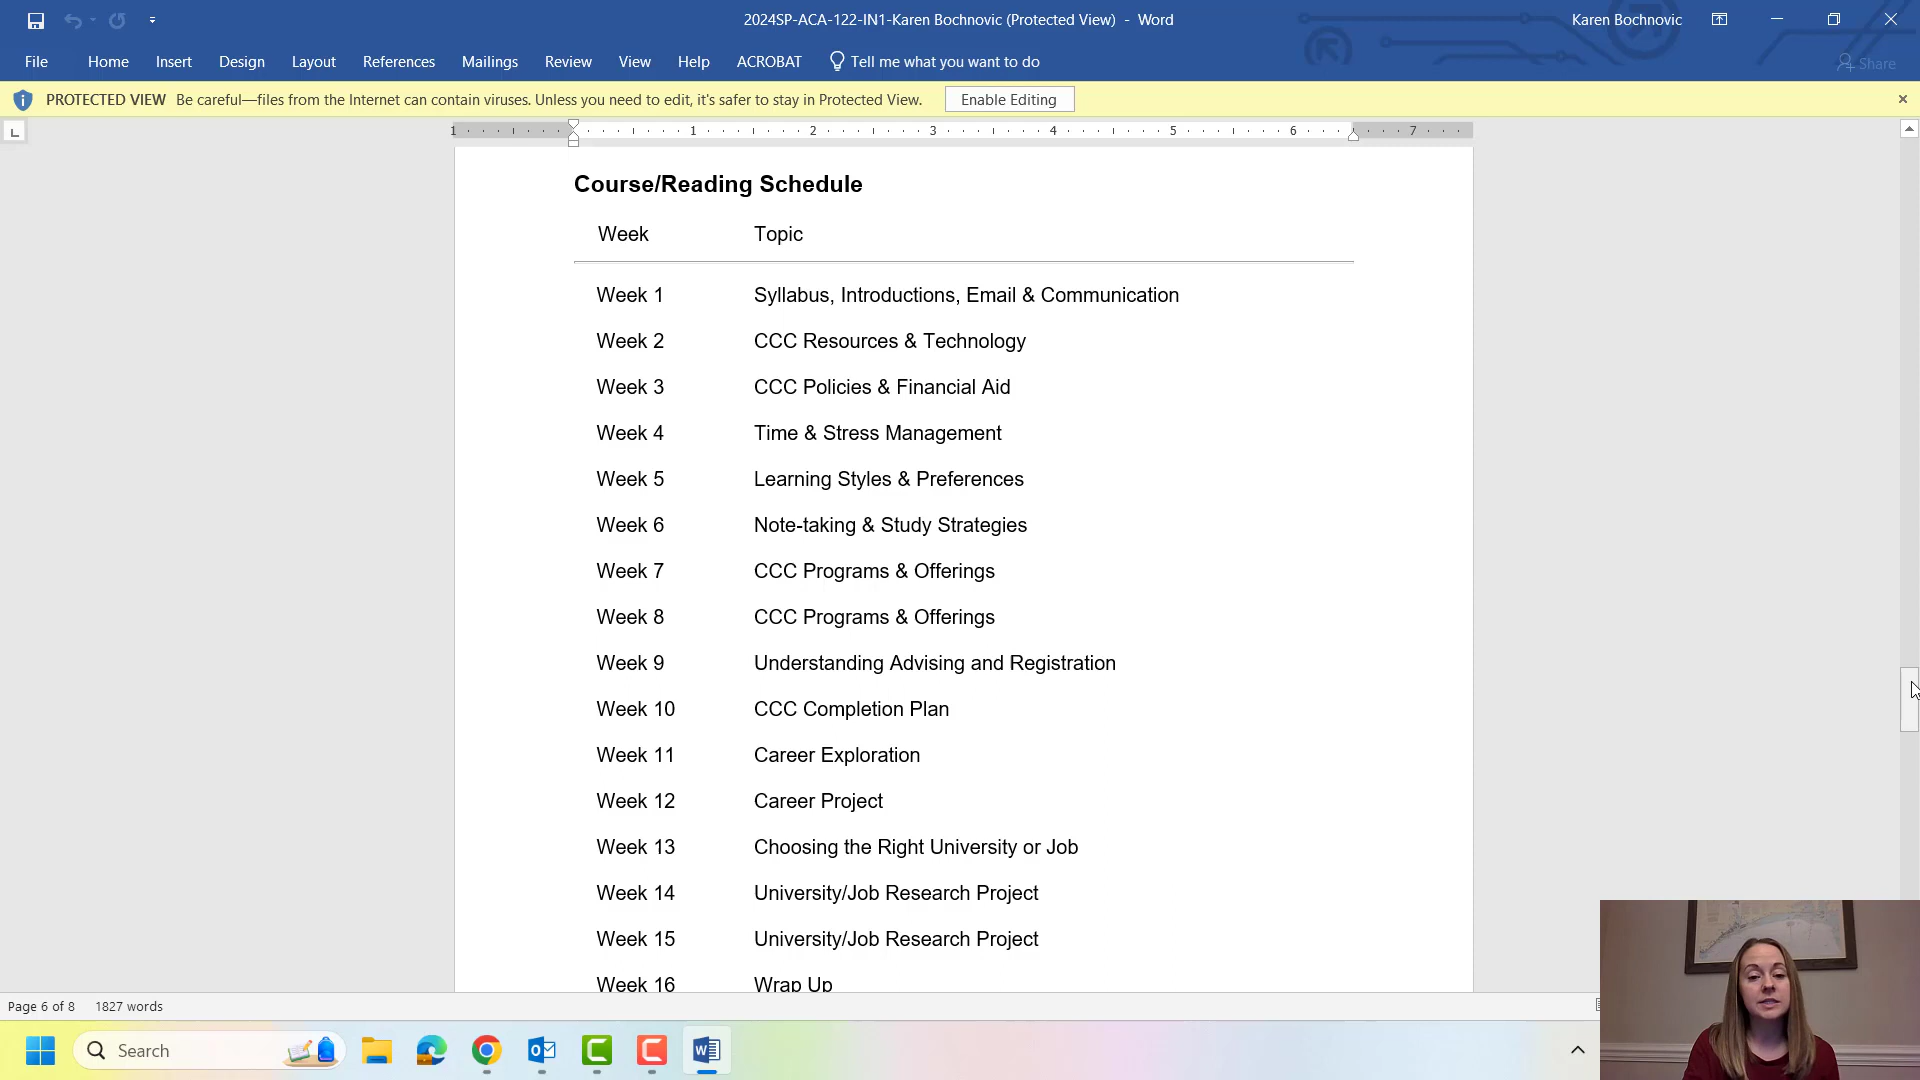 2024SP-ACA-122-IN1-Karen Bochnovic (Protected View) - Word
Karen Bochnovic
File Home Insert Design Layout References Mailings Review View Help ACROBAT Tell me what you want to do Share
PROTECTED VIEW Be careful—files from the Internet can contain viruses. Unless you need to edit, it's safer to stay in Protected View. Enable Editing
1 1 2 3 4 5 6 7
Course/Reading Schedule
Week Topic
Week 1 Syllabus, Introductions, Email & Communication
Week 2 CCC Resources & Technology
Week 3 CCC Policies & Financial Aid
Week 4 Time & Stress Management
Week 5 Learning Styles & Preferences
Week 6 Note-taking & Study Strategies
Week 7 CCC Programs & Offerings
Week 8 CCC Programs & Offerings
Week 9 Understanding Advising and Registration
Week 10 CCC Completion Plan
Week 11 Career Exploration
Week 12 Career Project
Week 13 Choosing the Right University or Job
Week 14 University/Job Research Project
Week 15 University/Job Research Project
Week 16 Wrap Up
Page 6 of 8 1827 words
Search